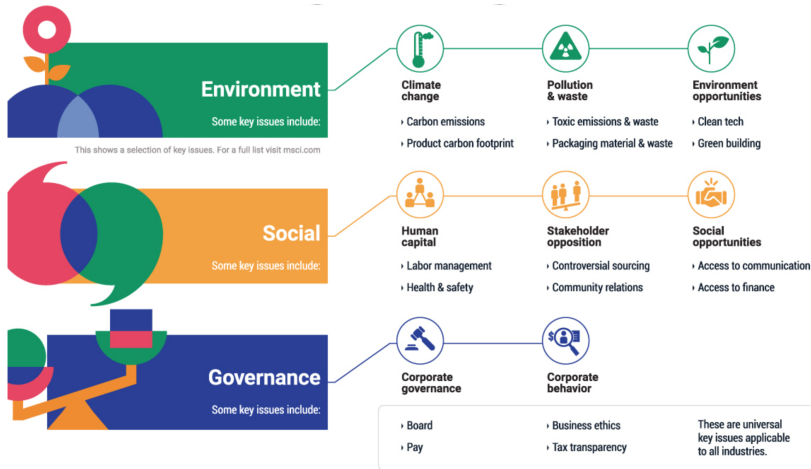 Environment
Some key issues include:
Climate
change
› Carbon emissions
› Product carbon footprint
Pollution
& waste
› Toxic emissions & waste
› Packaging material & waste
Environment
opportunities
› Clean tech
› Green building
This shows a selection of key issues. For a full list visit msci.com
Social
Some key issues include:
Human
capital
› Labor management
› Health & safety
Stakeholder
opposition
› Controversial sourcing
› Community relations
Social
opportunities
› Access to communication
› Access to finance
Governance
Some key issues include:
Corporate
governance
› Board
› Pay
Corporate
behavior
› Business ethics
› Tax transparency
These are universal
key issues applicable
to all industries.
$